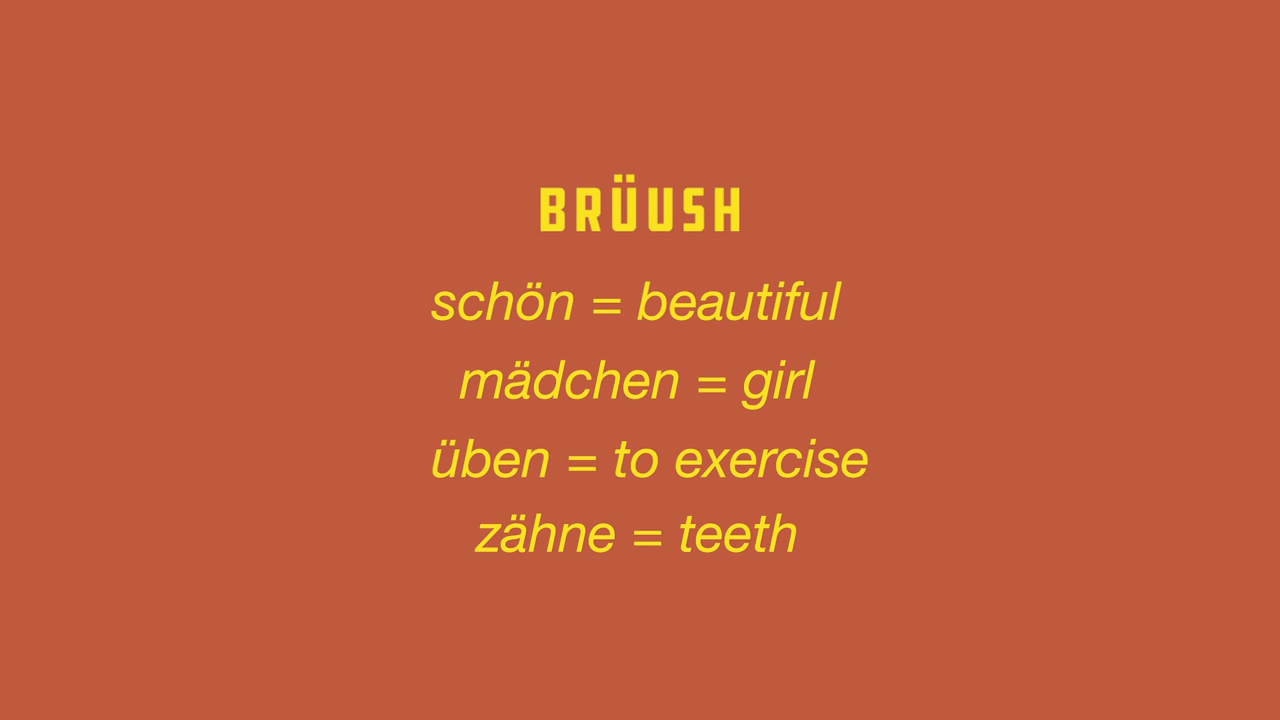 BRÜUSH
schön = beautiful
mädchen = girl
üben = to exercise
zähne = teeth